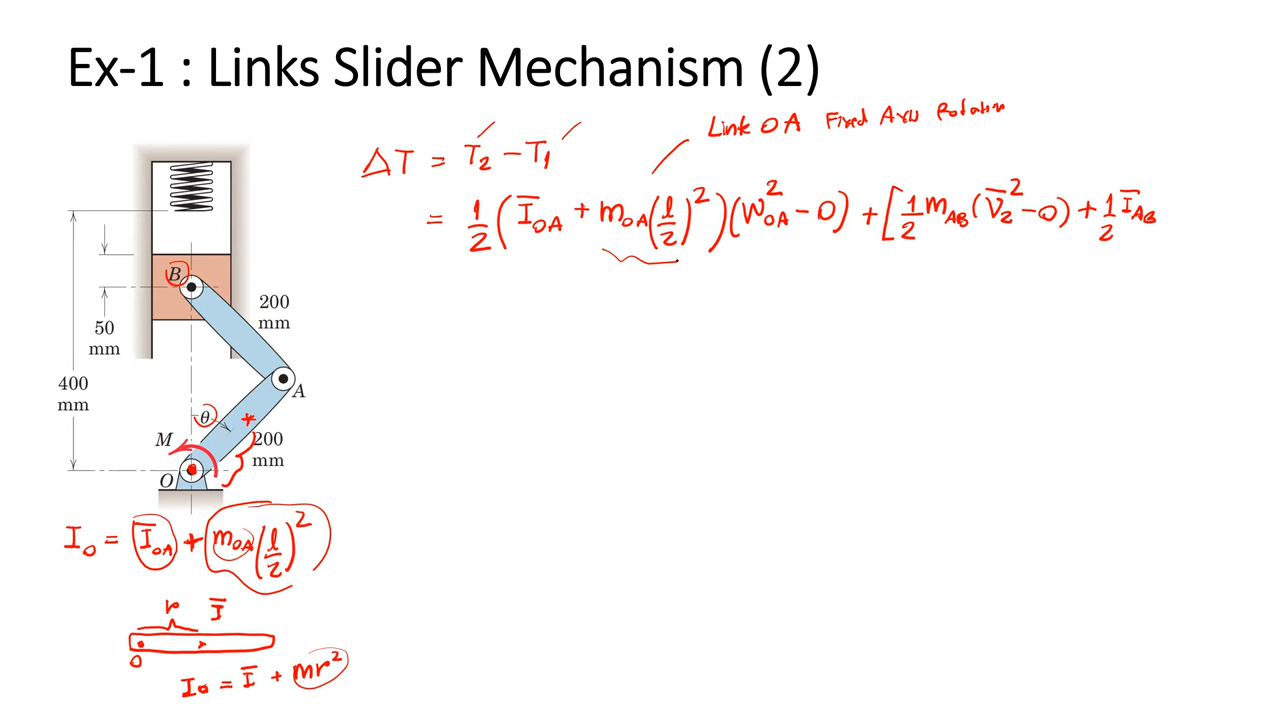 Ex-1 : Links Slider Mechanism (2)
Link OA Fixed Axis Rotation
ΔT = T₂ − T₁
= 1/2 (Ī_OA + m_OA (l/2)²)(ω²_OA − 0) + [1/2 m_AB (V̄₂² − 0) + 1/2 Ī_AB
B
200
mm
50
mm
400
mm
A
θ
M
200
mm
O
I_O = Ī_OA + m_OA (l/2)²
r Ī
O
I_O = Ī + mr²